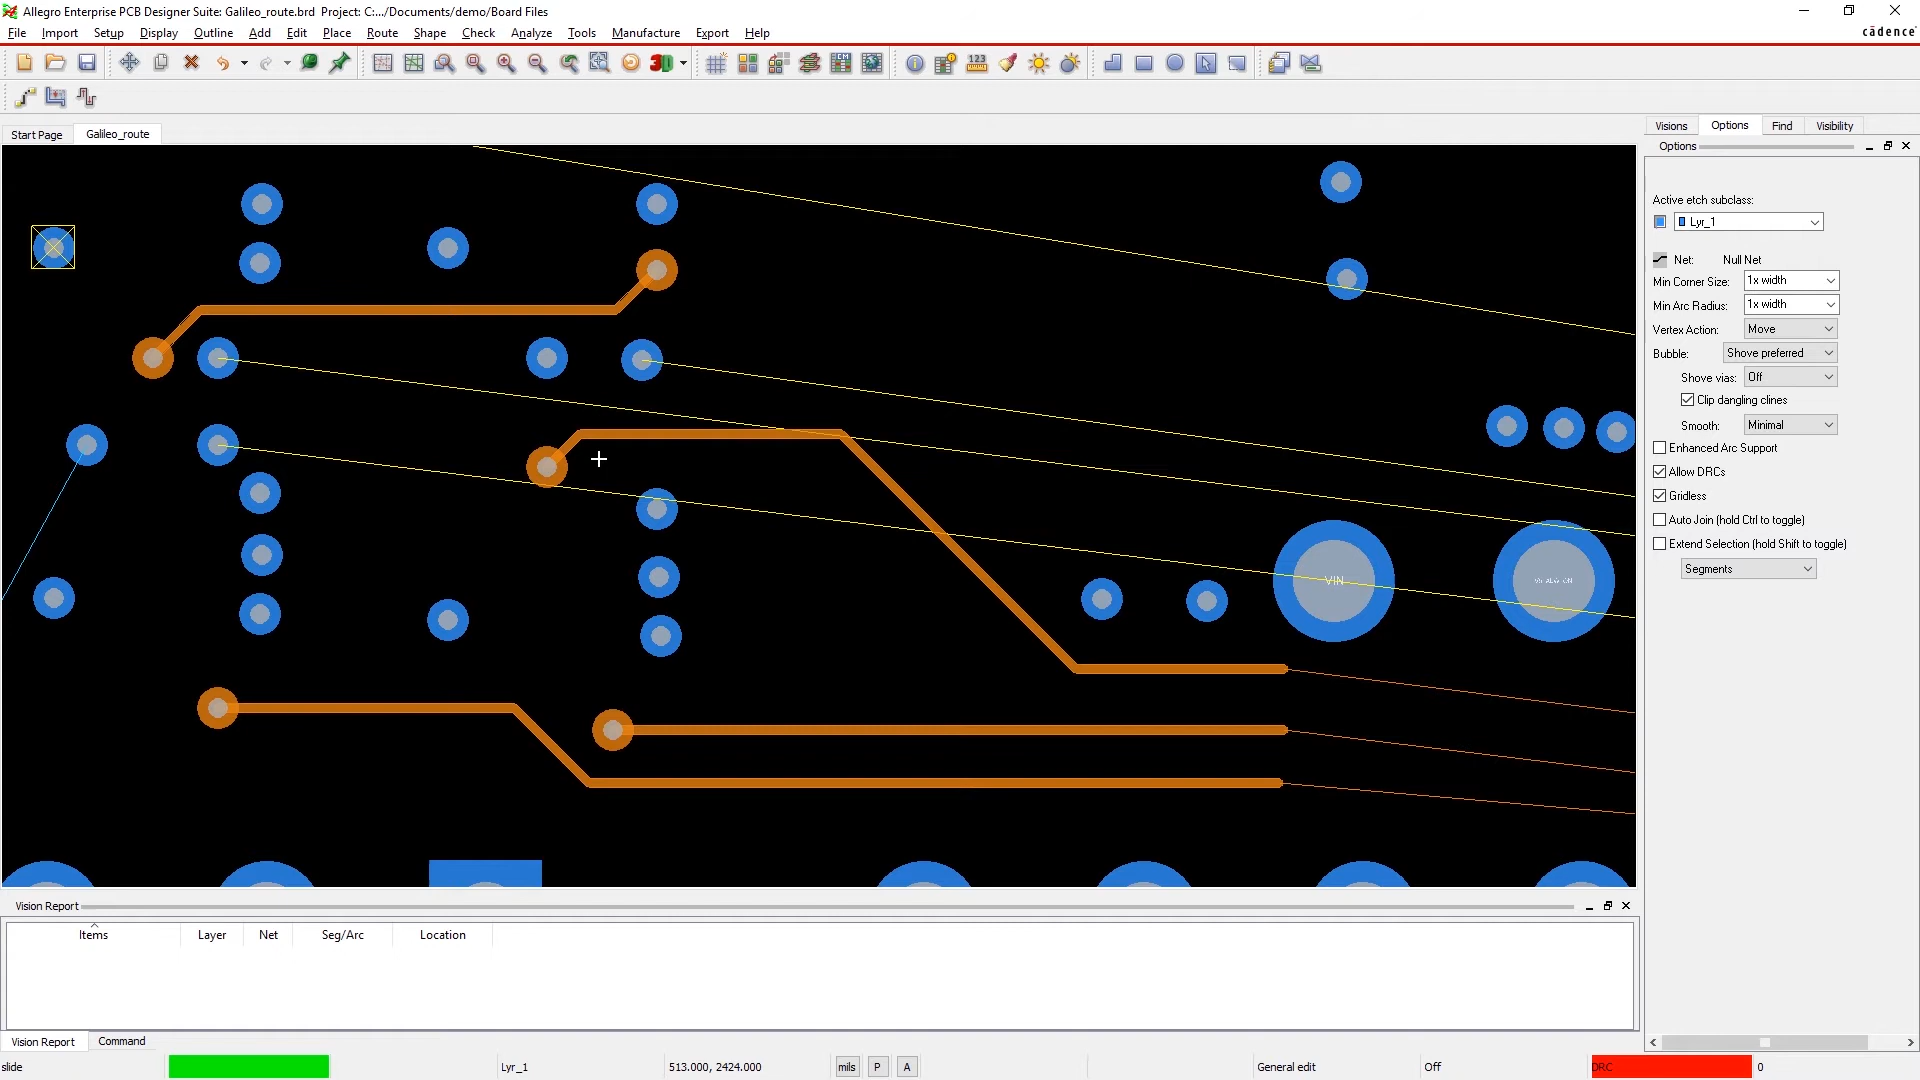 Allegro Enterprise PCB Designer Suite: Galileo_route.brd  Project: C:.../Documents/demo/Board Files
File Import Setup Display Outline Add Edit Place Route Shape Check Analyze Tools Manufacture Export Help
cādence
3D
123
Start Page Galileo_route
Visions Options Find Visibility
Options
Active etch subclass:
Lyr_1
Net: Null Net
Min Corner Size: 1x width
Min Arc Radius: 1x width
Vertex Action: Move
Bubble: Shove preferred
Shove vias: Off
Clip dangling clines
Smooth: Minimal
Enhanced Arc Support
Allow DRCs
Gridless
Auto Join (hold Ctrl to toggle)
Extend Selection (hold Shift to toggle)
Segments
VIN
Vision Report
Items Layer Net Seg/Arc Location
Vision Report Command
slide Lyr_1 513.000, 2424.000 mils P A General edit Off DRC 0